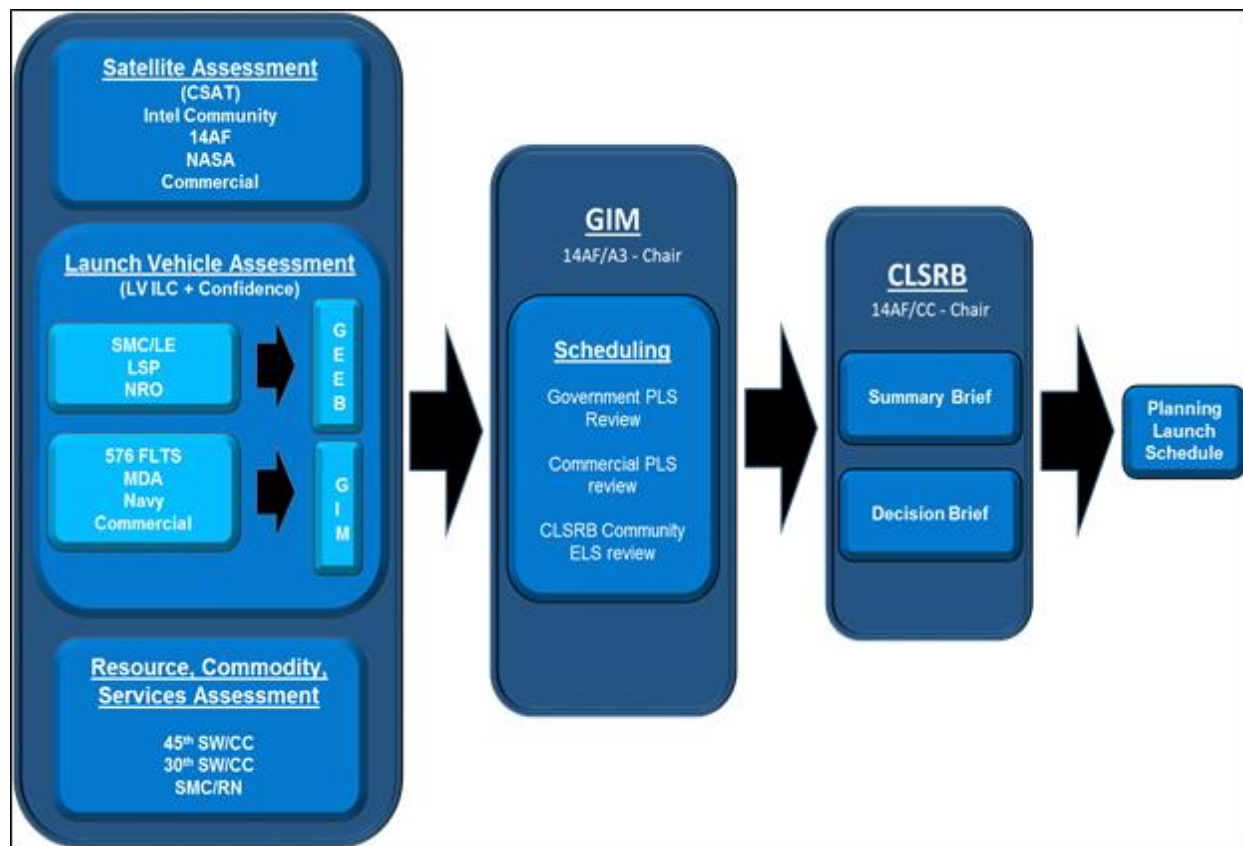 Satellite Assessment
(CSAT)
Intel Community
14AF
NASA
Commercial
Launch Vehicle Assessment
(LV ILC + Confidence)
SMC/LE
LSP
NRO
G
E
E
B
576 FLTS
MDA
Navy
Commercial
G
I
M
Resource, Commodity,
Services Assessment
45th SW/CC
30th SW/CC
SMC/RN
GIM
14AF/A3 - Chair
Scheduling
Government PLS
Review
Commercial PLS
review
CLSRB Community
ELS review
CLSRB
14AF/CC - Chair
Summary Brief
Decision Brief
Planning
Launch
Schedule